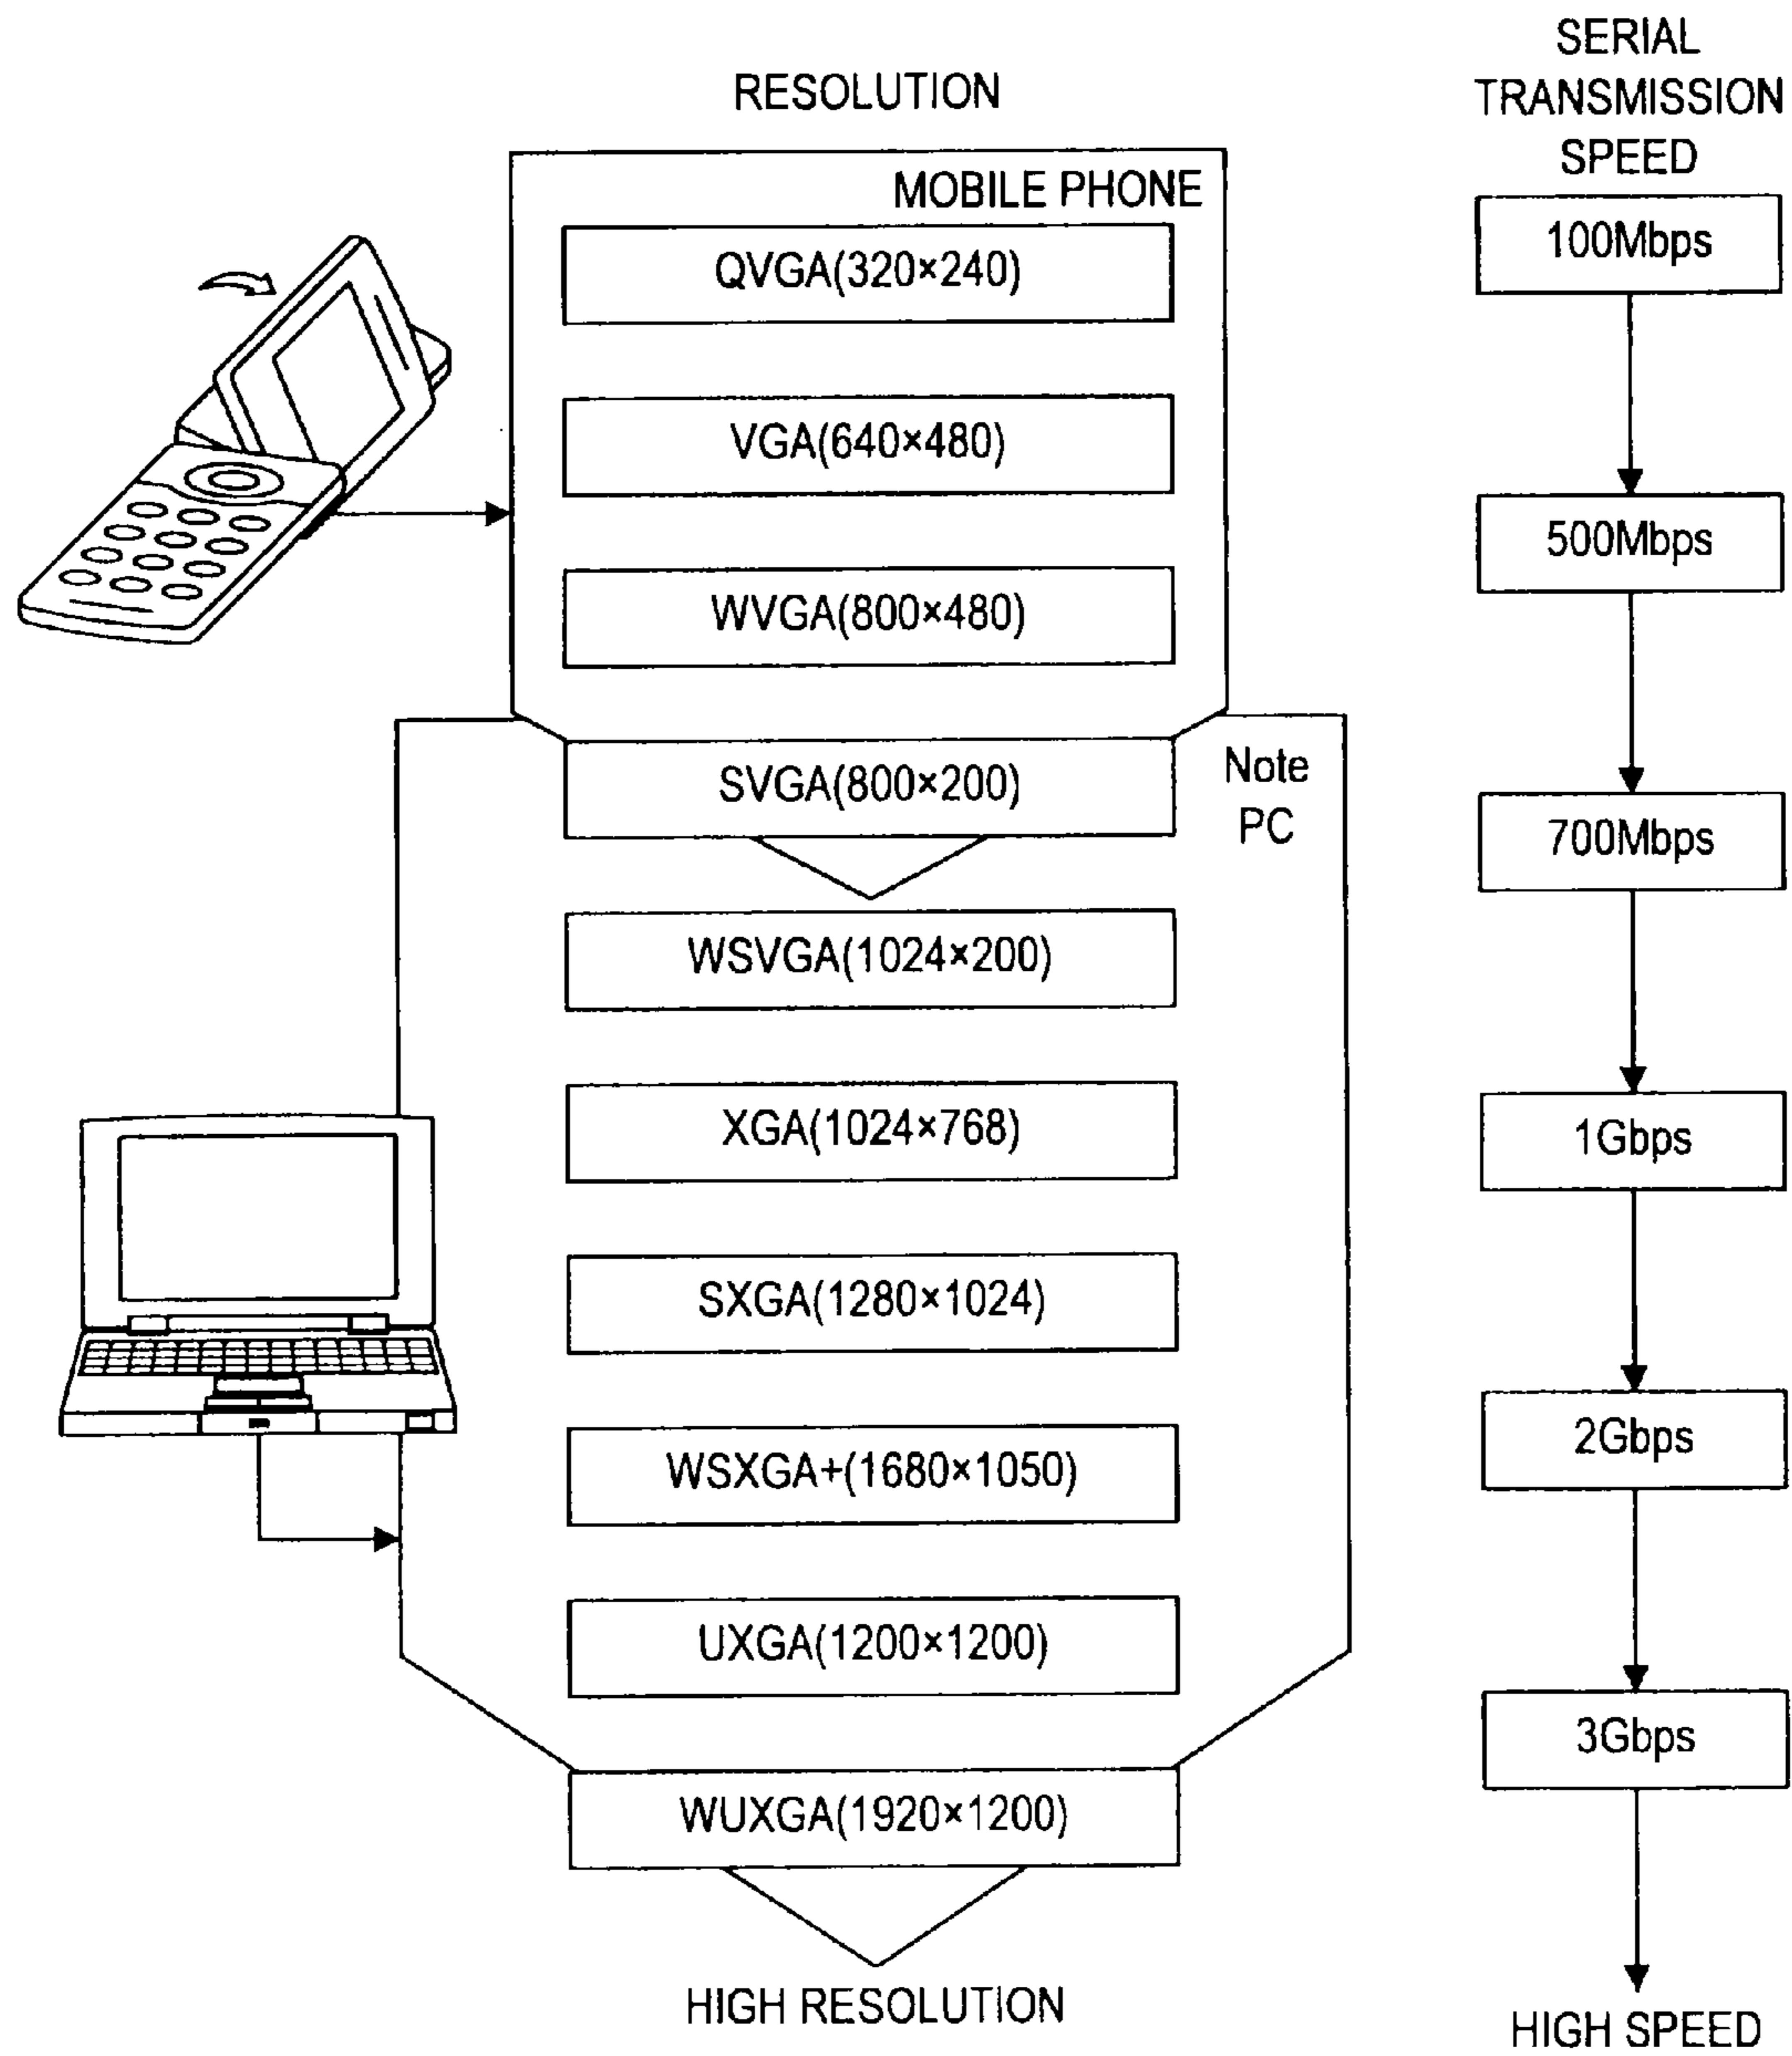 RESOLUTION
MOBILE PHONE
QVGA(320×240)
VGA(640×480)
WVGA(800×480)
SVGA(800×200)
Note
PC
WSVGA(1024×200)
XGA(1024×768)
SXGA(1280×1024)
WSXGA+(1680×1050)
UXGA(1200×1200)
WUXGA(1920×1200)
HIGH RESOLUTION
SERIAL
TRANSMISSION
SPEED
100Mbps
500Mbps
700Mbps
1Gbps
2Gbps
3Gbps
HIGH SPEED